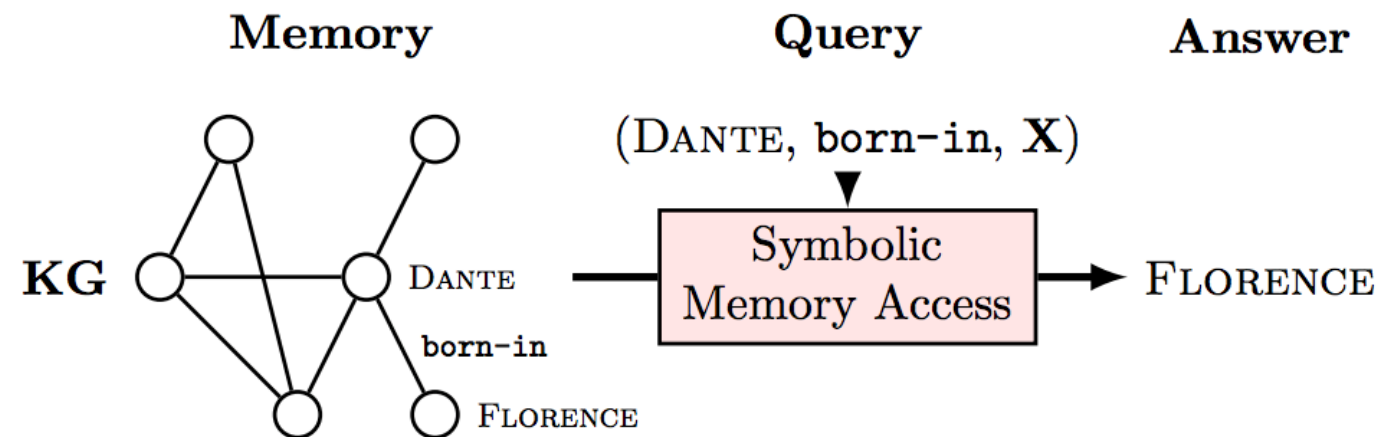 Memory
Query
Answer
KG
DANTE
born-in
FLORENCE
(DANTE, born-in, X)
Symbolic
Memory Access
FLORENCE